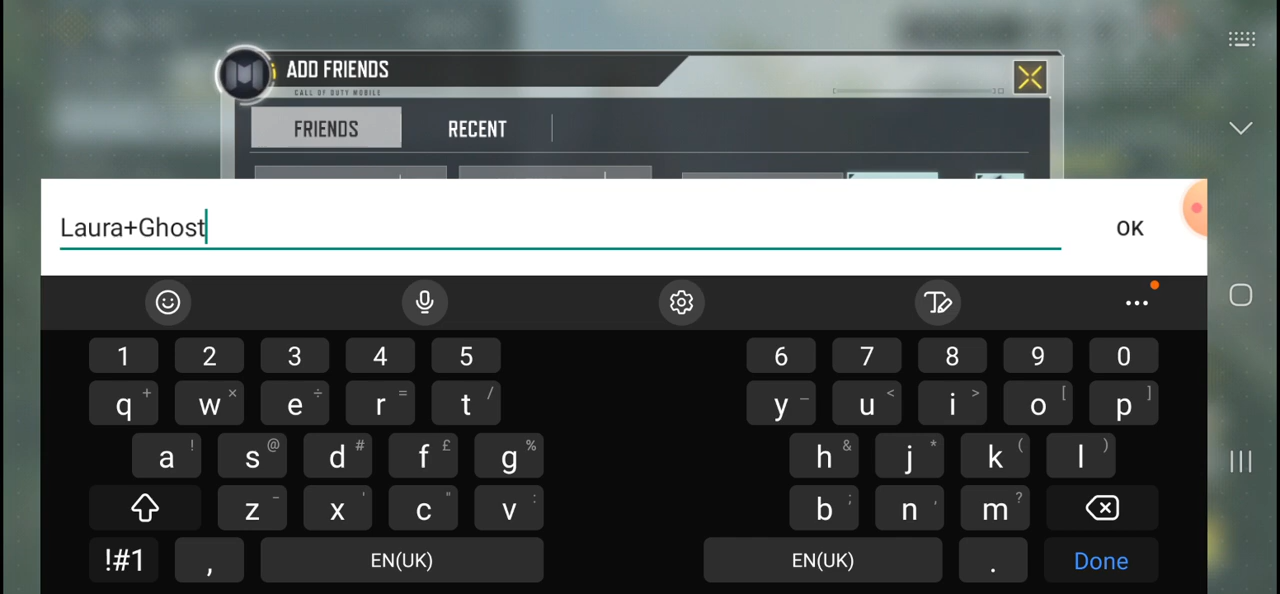 ADD FRIENDS
CALL OF DUTY MOBILE
FRIENDS RECENT
Laura+Ghost OK
1 2 3 4 5 6 7 8 9 0
q + w × e ÷ r = t / y _ u < i > o [ p ]
a ! s @ d # f £ g % h & j * k ( l )
z - x ' c " v : b ; n , m ?
!#1 , EN(UK) EN(UK) . Done